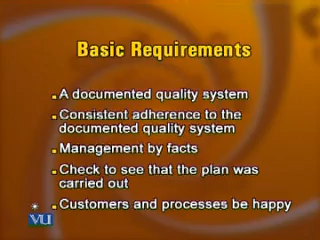 Basic Requirements
A documented quality system
Consistent adherence to the
documented quality system
Management by facts
Check to see that the plan was
carried out
Customers and processes be happy
VU